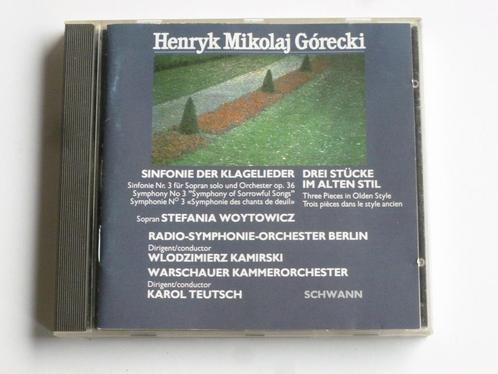 Henryk Mikolaj Górecki
SINFONIE DER KLAGELIEDER
Sinfonie Nr. 3 für Sopran solo und Orchester op. 36
Symphony No 3 "Symphony of Sorrowful Songs"
Symphonie N° 3 «Symphonie des chants de deuil»
DREI STÜCKE
IM ALTEN STIL
Three Pieces in Olden Style
Trois pièces dans le style ancien
Sopran STEFANIA WOYTOWICZ
RADIO-SYMPHONIE-ORCHESTER BERLIN
Dirigent/conductor
WLODZIMIERZ KAMIRSKI
WARSCHAUER KAMMERORCHESTER
Dirigent/conductor
KAROL TEUTSCH
SCHWANN